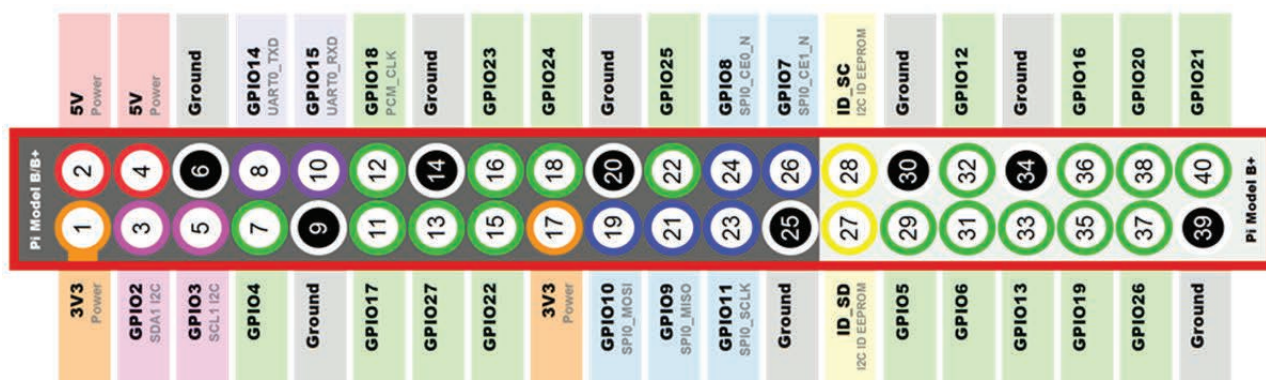 5V
Power
5V
Power
Ground
GPIO14
UART0_TXD
GPIO15
UART0_RXD
GPIO18
PCM_CLK
Ground
GPIO23
GPIO24
Ground
GPIO25
GPIO8
SPI0_CE0_N
GPIO7
SPI0_CE1_N
ID_SC
I2C ID EEPROM
Ground
GPIO12
Ground
GPIO16
GPIO20
GPIO21
Pi Model B/B+
2
4
6
8
10
12
14
16
18
20
22
24
26
28
30
32
34
36
38
40
1
3
5
7
9
11
13
15
17
19
21
23
25
27
29
31
33
35
37
39
Pi Model B+
3V3
Power
GPIO2
SDA1 I2C
GPIO3
SCL1 I2C
GPIO4
Ground
GPIO17
GPIO27
GPIO22
3V3
Power
GPIO10
SPI0_MOSI
GPIO9
SPI0_MISO
GPIO11
SPI0_SCLK
Ground
ID_SD
I2C ID EEPROM
GPIO5
GPIO6
GPIO13
GPIO19
GPIO26
Ground